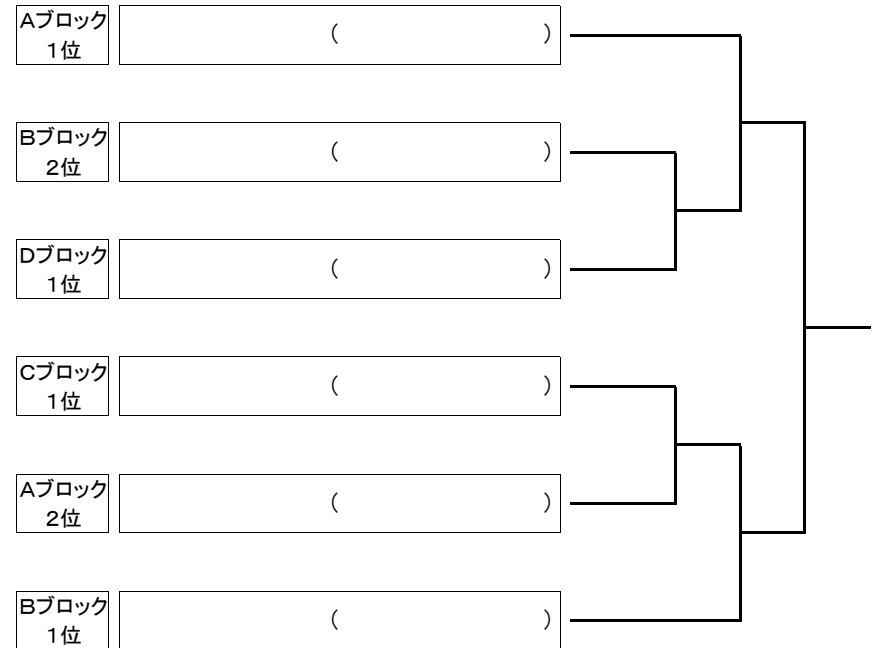 Aブロック
1位
(　　　　　)
Bブロック
2位
(　　　　　)
Dブロック
1位
(　　　　　)
Cブロック
1位
(　　　　　)
Aブロック
2位
(　　　　　)
Bブロック
1位
(　　　　　)